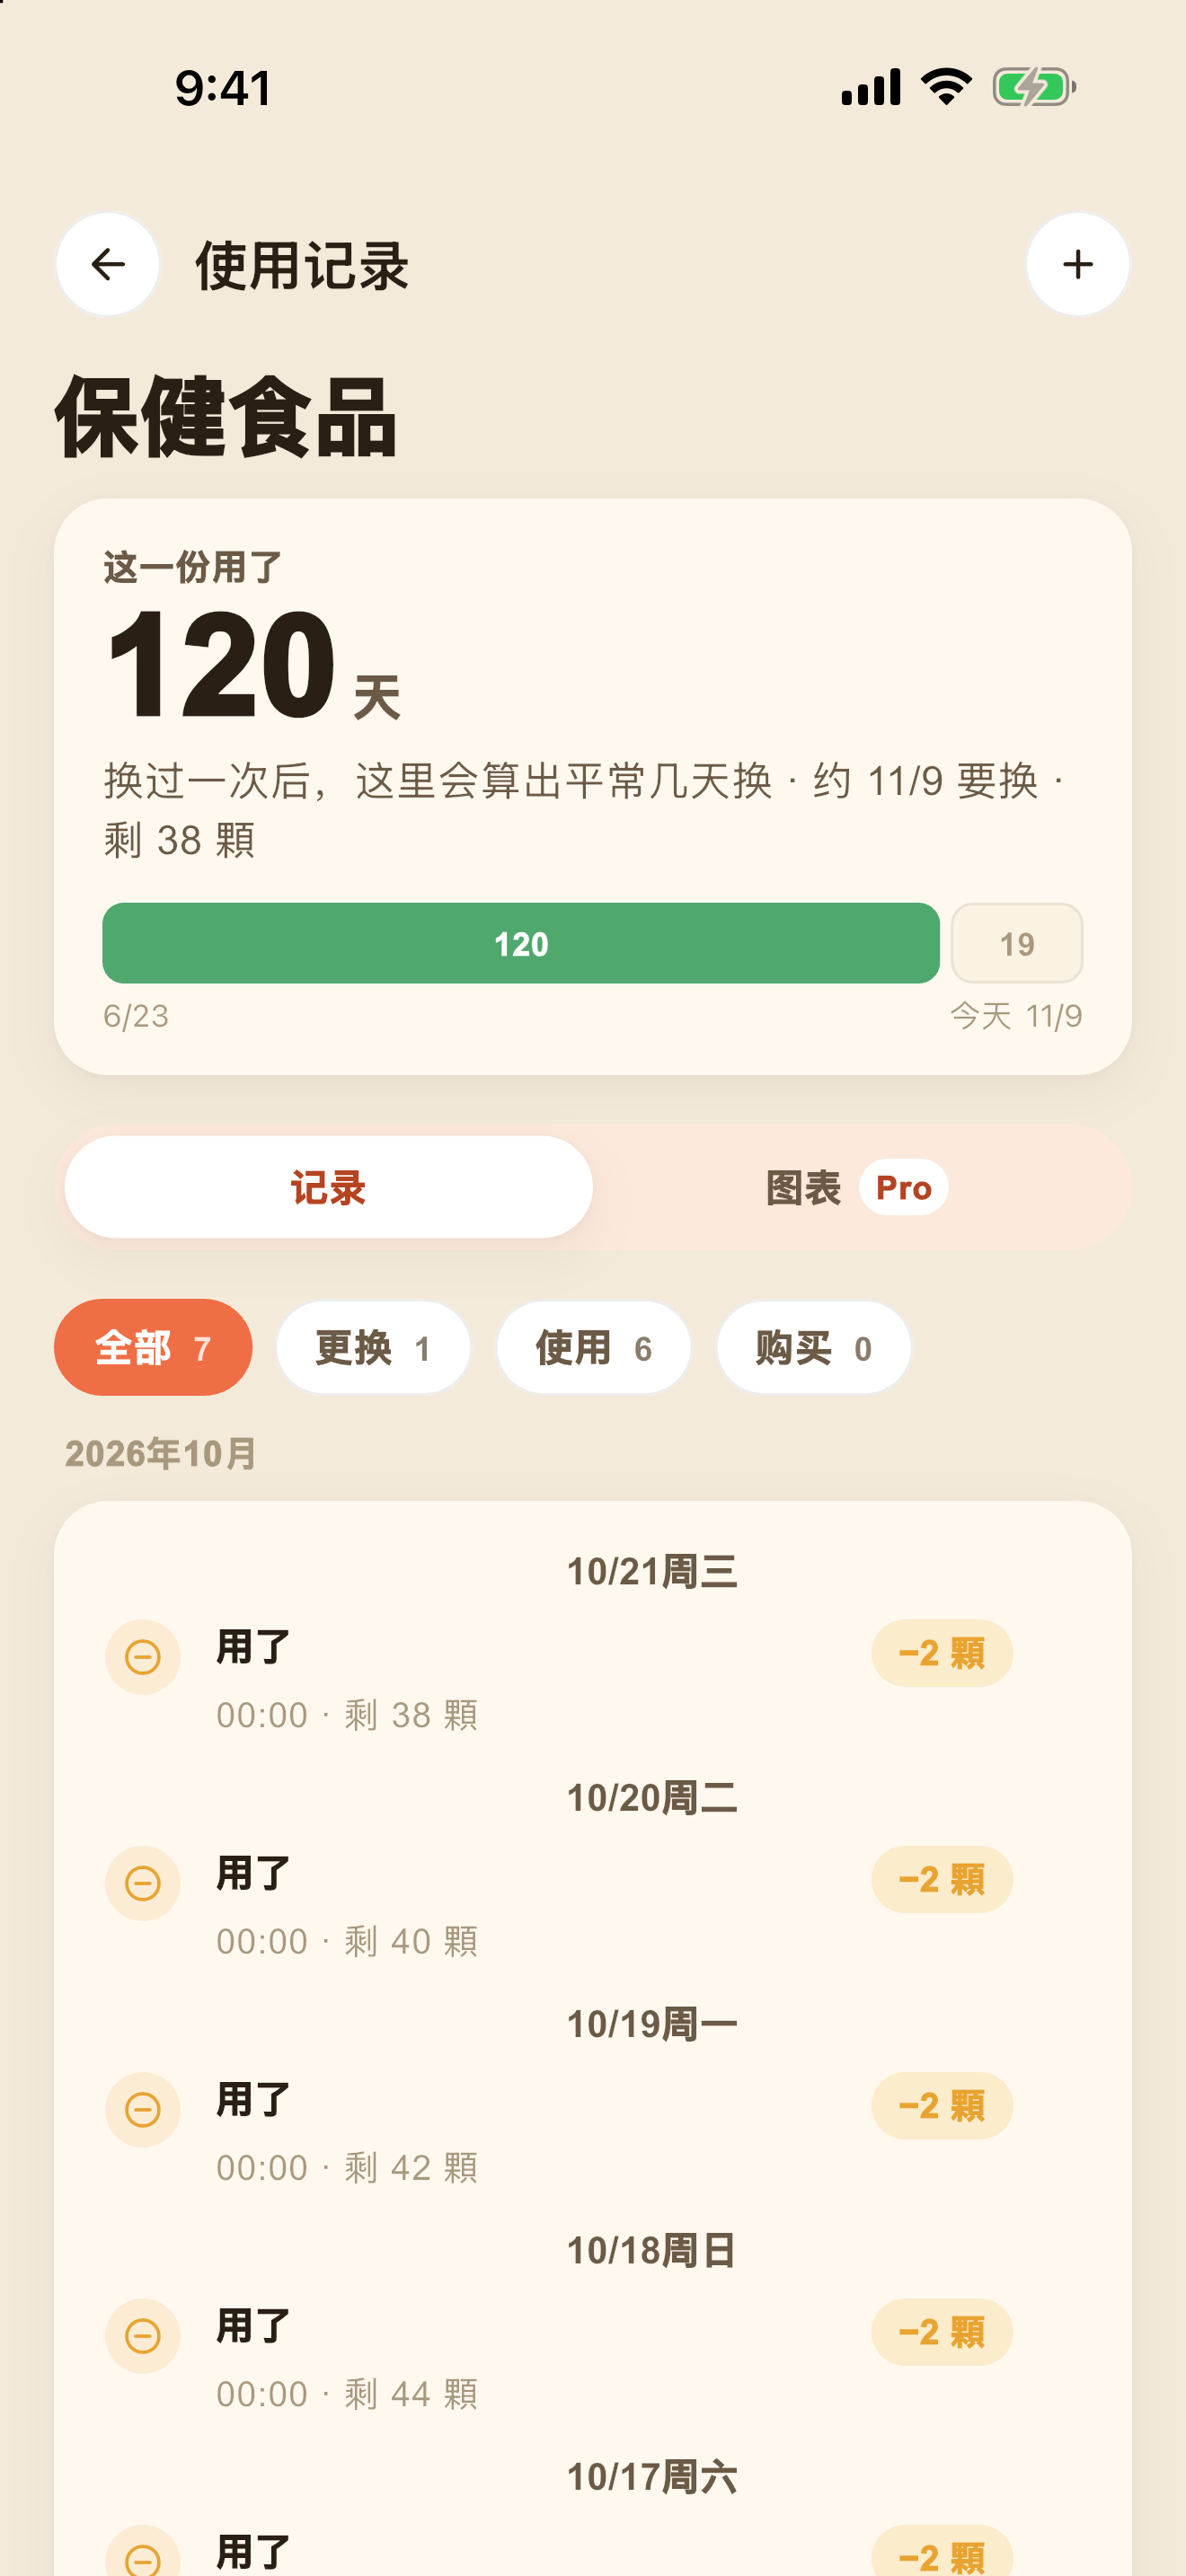 9:41
使用记录
保健食品
这一份用了
120 天
换过一次后，这里会算出平常几天换 · 约 11/9 要换 ·
剩 38 顆
120
19
6/23
今天 11/9
记录
图表 Pro
全部 7
更换 1
使用 6
购买 0
2026年10月
10/21周三
用了
−2 顆
00:00 · 剩 38 顆
10/20周二
用了
−2 顆
00:00 · 剩 40 顆
10/19周一
用了
−2 顆
00:00 · 剩 42 顆
10/18周日
用了
−2 顆
00:00 · 剩 44 顆
10/17周六
用了
−2 顆